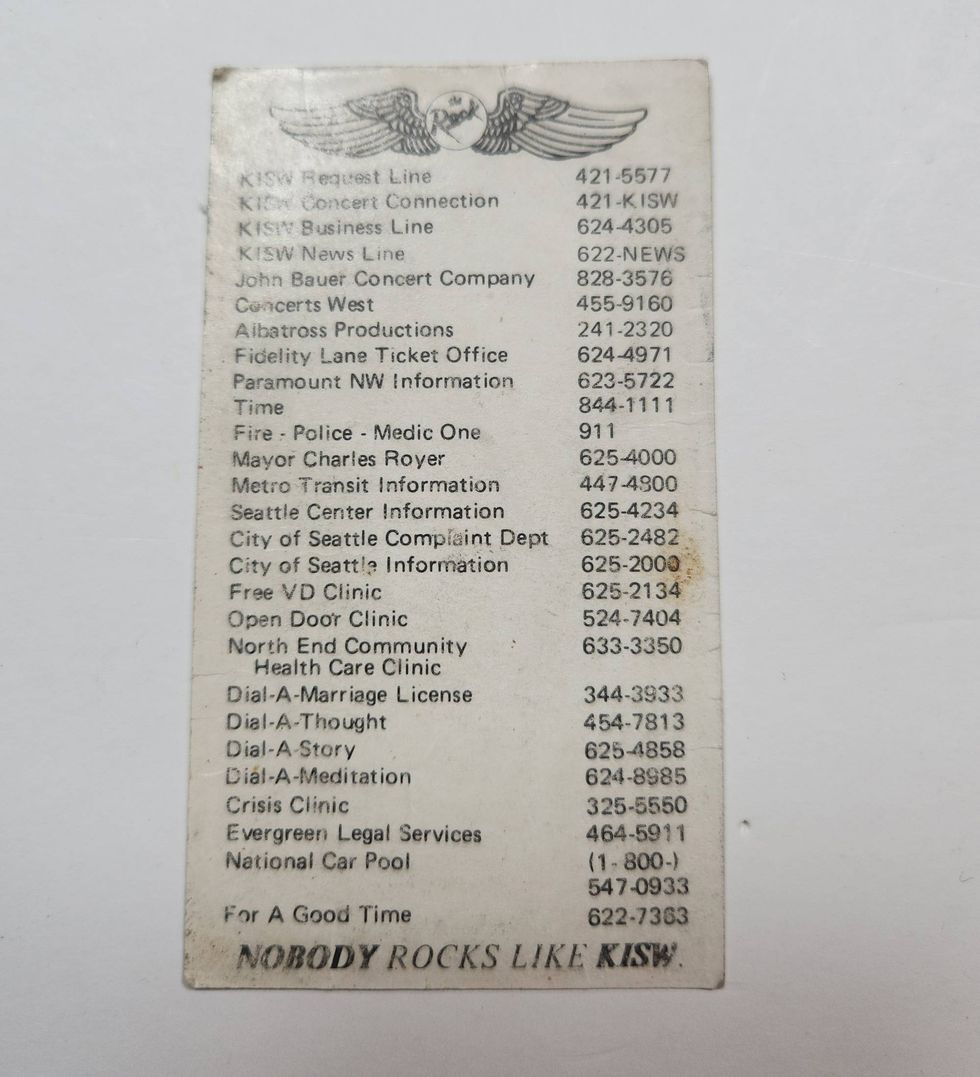 the Rock
KISW Request Line 421-5577
KISW Concert Connection 421-KISW
KISW Business Line 624-4305
KISW News Line 622-NEWS
John Bauer Concert Company 828-3576
Concerts West 455-9160
Albatross Productions 241-2320
Fidelity Lane Ticket Office 624-4971
Paramount NW Information 623-5722
Time 844-1111
Fire - Police - Medic One 911
Mayor Charles Royer 625-4000
Metro Transit Information 447-4800
Seattle Center Information 625-4234
City of Seattle Complaint Dept 625-2482
City of Seattle Information 625-2000
Free VD Clinic 625-2134
Open Door Clinic 524-7404
North End Community 633-3350
Health Care Clinic
Dial-A-Marriage License 344-3933
Dial-A-Thought 454-7813
Dial-A-Story 625-4858
Dial-A-Meditation 624-8985
Crisis Clinic 325-5550
Evergreen Legal Services 464-5911
National Car Pool (1-800-)
547-0933
For A Good Time 622-7363
NOBODY ROCKS LIKE KISW.